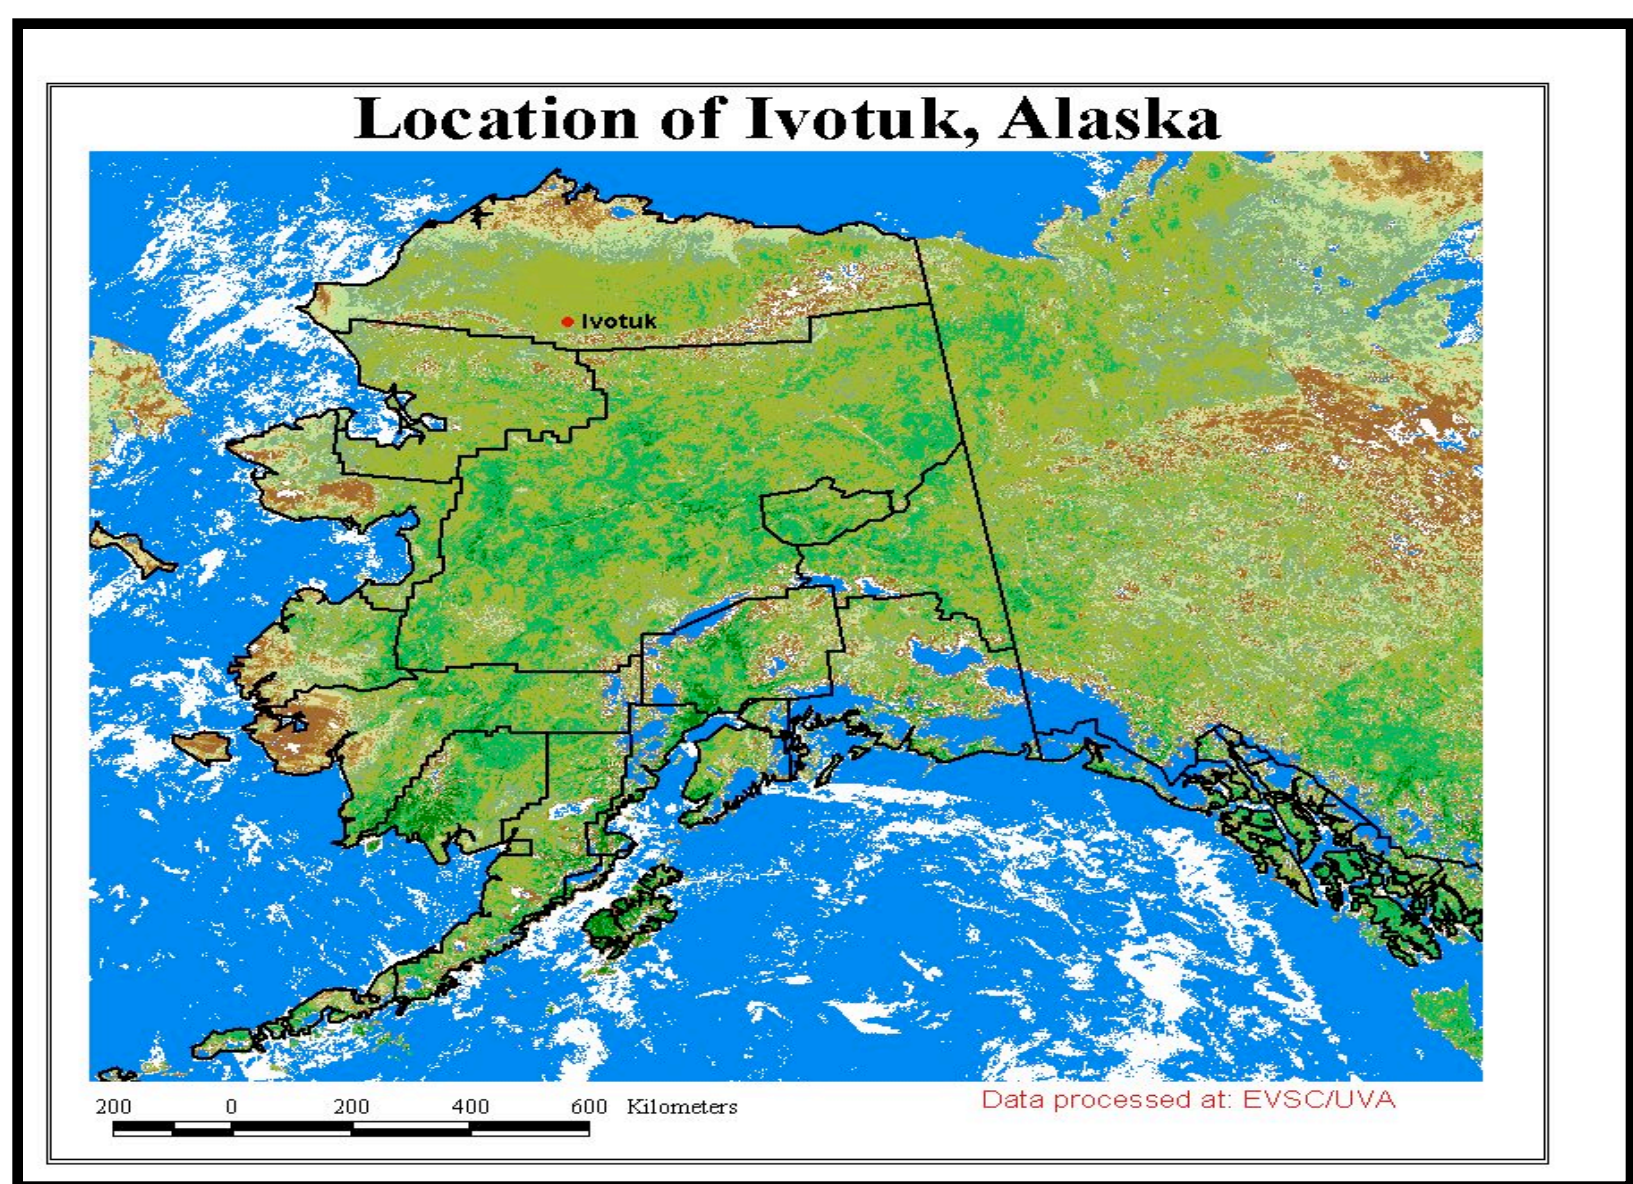 Location of Ivotuk, Alaska
Ivotuk
200 0 200 400 600 Kilometers
Data processed at: EVSC/UVA